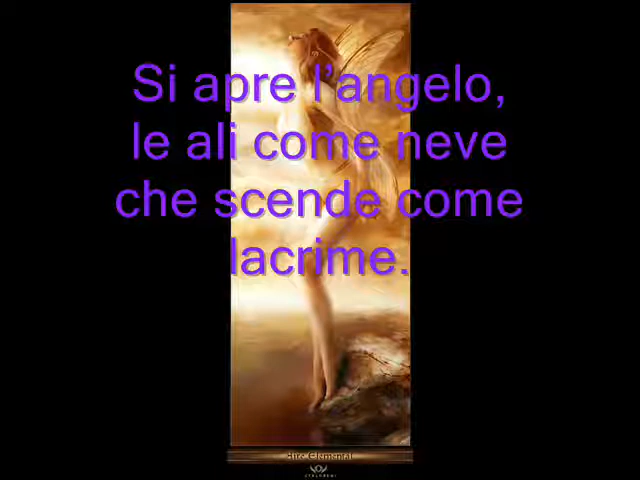 Si apre l’angelo,
le ali come neve
che scende come
lacrime.